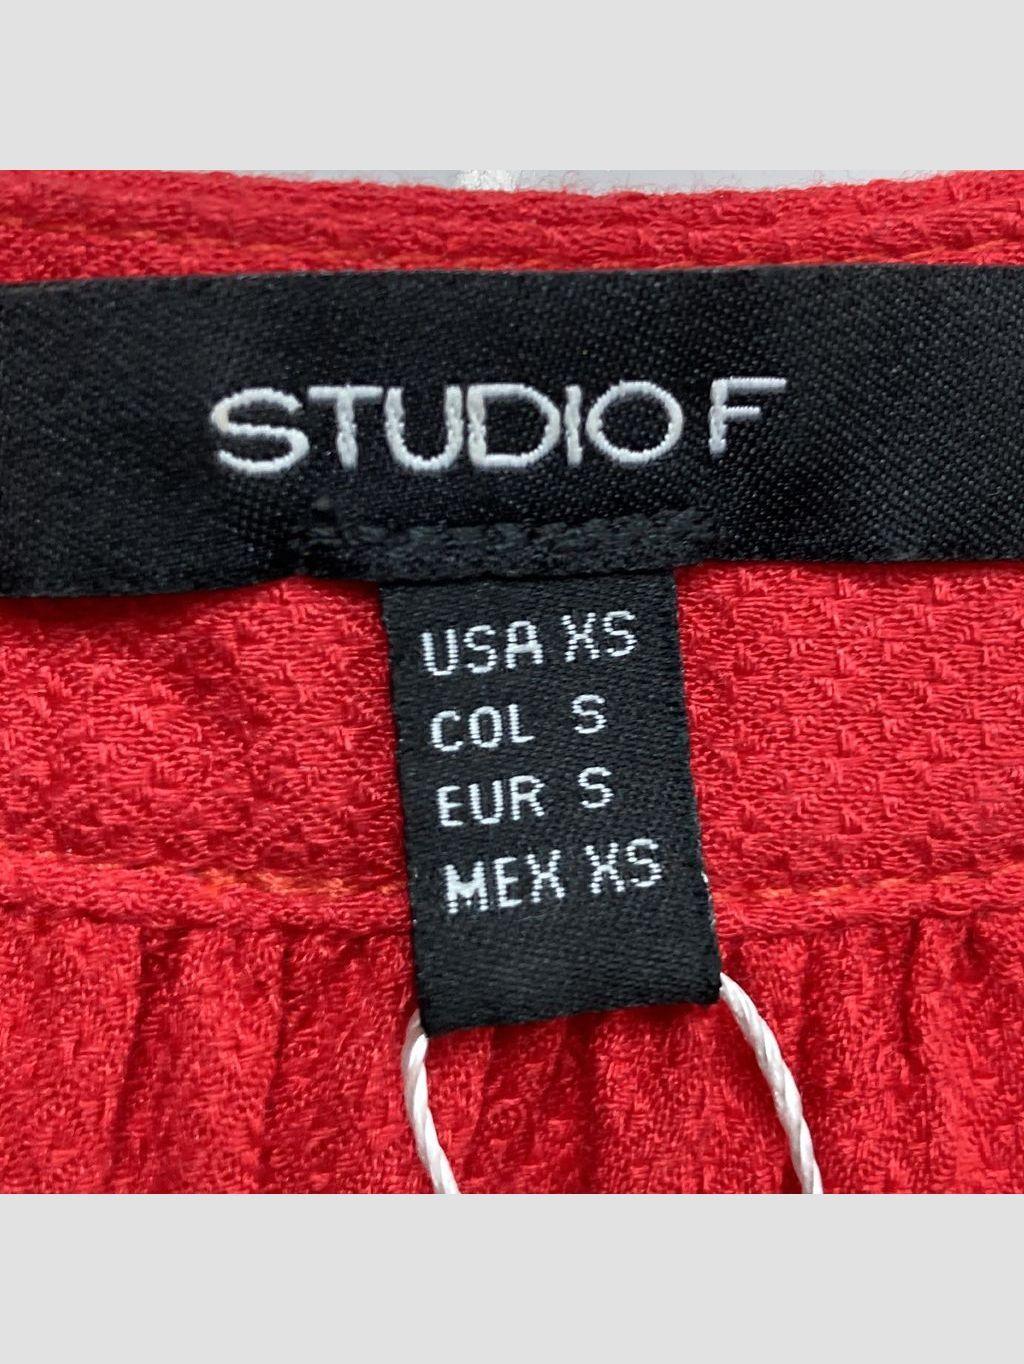 STUDIO F
USA XS
COL S
EUR S
MEX XS